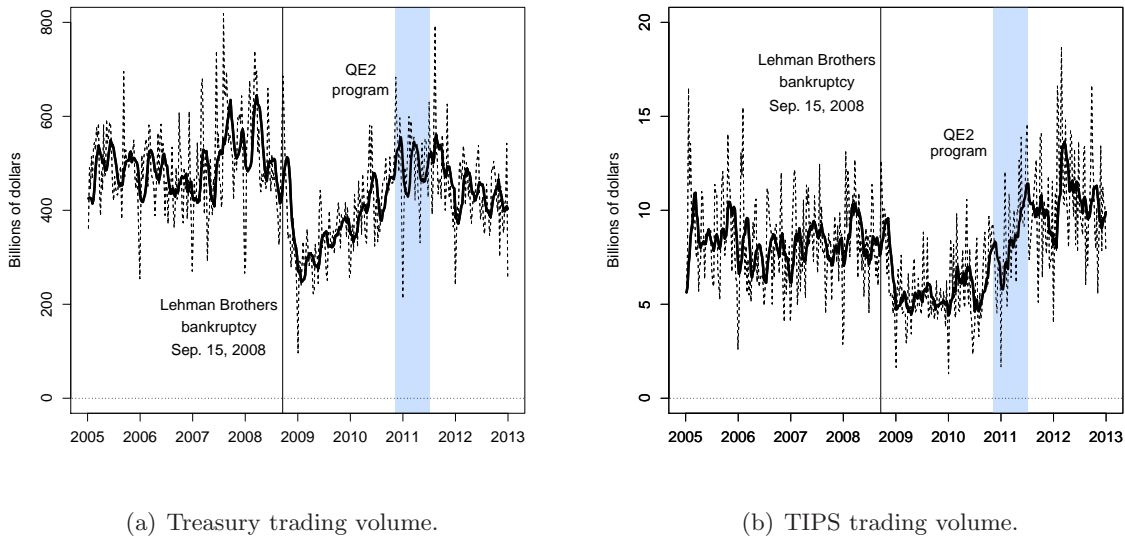 Billions of dollars
800
600
400
200
0
QE2
program
Lehman Brothers
bankruptcy
Sep. 15, 2008
2005 2006 2007 2008 2009 2010 2011 2012 2013
(a) Treasury trading volume.
Billions of dollars
20
15
10
5
0
Lehman Brothers
bankruptcy
Sep. 15, 2008
QE2
program
2005 2006 2007 2008 2009 2010 2011 2012 2013
(b) TIPS trading volume.